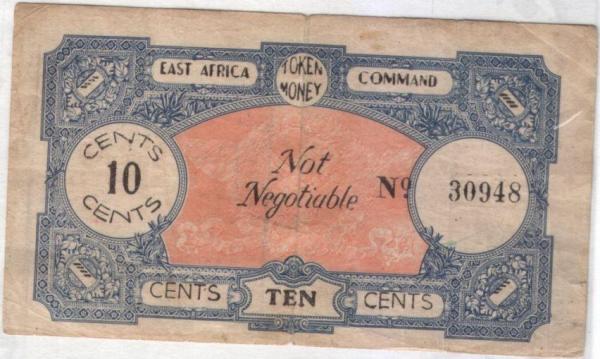 EAST AFRICA
TOKEN
MONEY
COMMAND
CENTS
10
CENTS
Not
Negotiable
Nº 30948
CENTS
TEN
CENTS